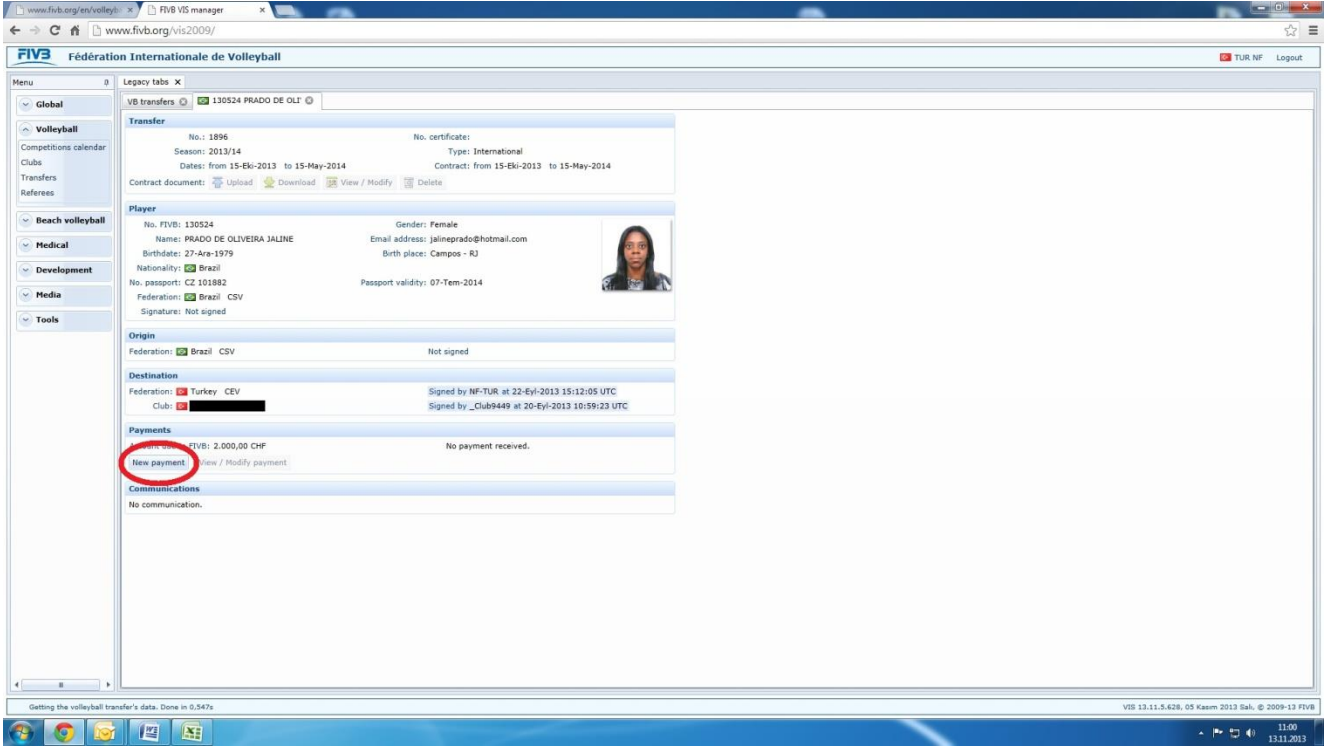 www.fivb.org/en/volleyb
FIVB VIS manager
www.fivb.org/vis2009/
FIVB Fédération Internationale de Volleyball
TUR NF Logout
Menu
Legacy tabs X
Global
VB transfers
130524 PRADO DE OLI'
Volleyball
Competitions calendar
Clubs
Transfers
Referees
Beach volleyball
Medical
Development
Media
Tools
Transfer
No.: 1896 No. certificate:
Season: 2013/14 Type: International
Dates: from 15-Eki-2013 to 15-May-2014 Contract: from 15-Eki-2013 to 15-May-2014
Contract document: Upload Download View / Modify Delete
Player
No. FIVB: 130524 Gender: Female
Name: PRADO DE OLIVEIRA JALINE Email address: jalineprado@hotmail.com
Birthdate: 27-Ara-1979 Birth place: Campos - RJ
Nationality: Brazil
No. passport: CZ 101882 Passport validity: 07-Tem-2014
Federation: Brazil CSV
Signature: Not signed
Origin
Federation: Brazil CSV Not signed
Destination
Federation: Turkey CEV Signed by NF-TUR at 22-Eyl-2013 15:12:05 UTC
Club: Signed by _Club9449 at 20-Eyl-2013 10:59:23 UTC
Payments
FIVB: 2.000,00 CHF No payment received.
New payment View / Modify payment
Communications
No communication.
Getting the volleyball transfer's data. Done in 0,547s
VIS 13.11.5.628, 05 Kasım 2013 Salı, © 2009-13 FIVB
11:00
13.11.2013